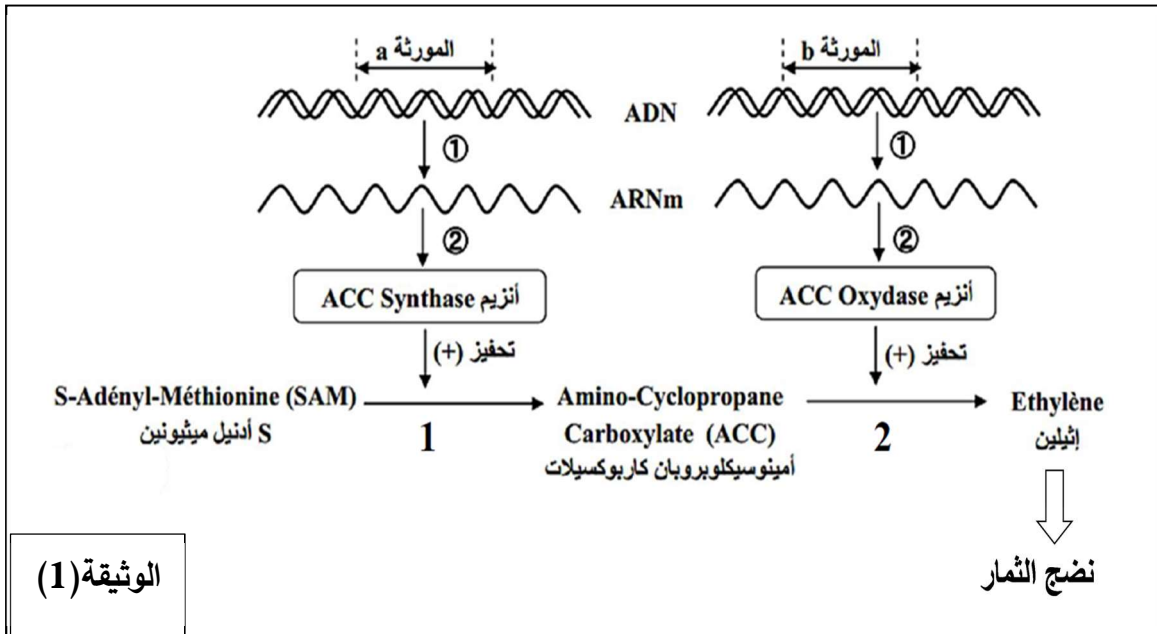 المورثة a
المورثة b
ADN
①
①
ARNm
②
②
أنزيم ACC Synthase
أنزيم ACC Oxydase
تحفيز (+)
تحفيز (+)
S-Adényl-Méthionine (SAM)
S أدنيل ميثيونين
1
Amino-Cyclopropane
Carboxylate (ACC)
أمينوسيكلوبروبان كاربوكسيلات
2
Ethylène
إثيلين
نضج الثمار
الوثيقة(1)